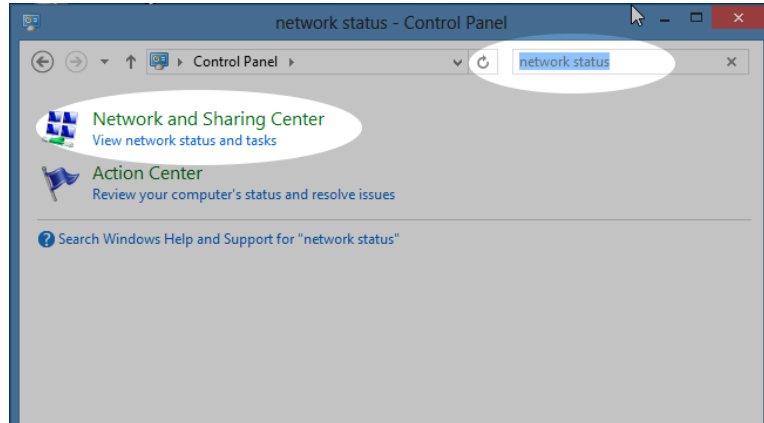 network status - Control Panel
Control Panel
network status
Network and Sharing Center
View network status and tasks
Action Center
Review your computer's status and resolve issues
Search Windows Help and Support for "network status"